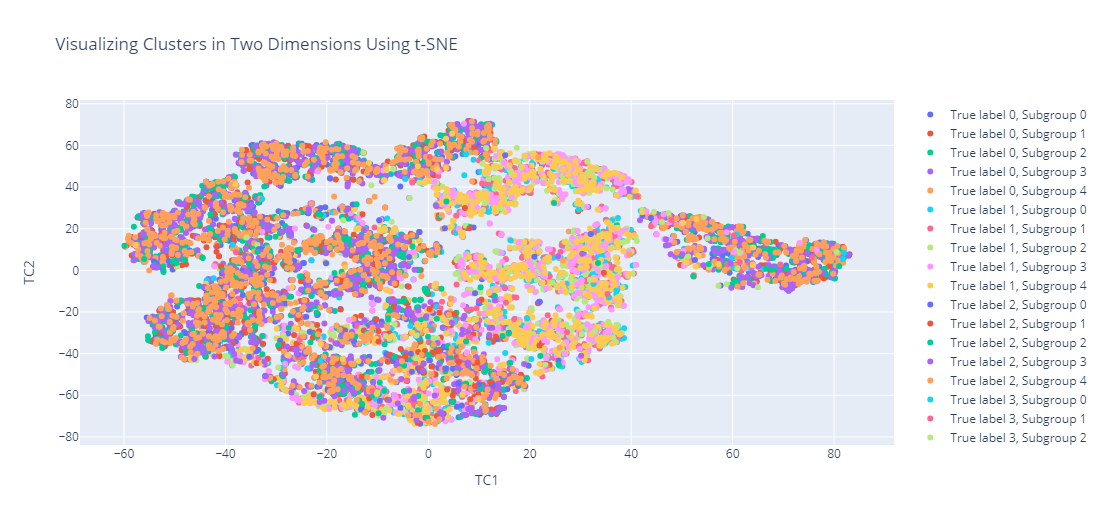 Visualizing Clusters in Two Dimensions Using t-SNE
80
60
40
20
0
−20
−40
−60
−80
TC2
−60
−40
−20
0
20
40
60
80
TC1
True label 0, Subgroup 0
True label 0, Subgroup 1
True label 0, Subgroup 2
True label 0, Subgroup 3
True label 0, Subgroup 4
True label 1, Subgroup 0
True label 1, Subgroup 1
True label 1, Subgroup 2
True label 1, Subgroup 3
True label 1, Subgroup 4
True label 2, Subgroup 0
True label 2, Subgroup 1
True label 2, Subgroup 2
True label 2, Subgroup 3
True label 2, Subgroup 4
True label 3, Subgroup 0
True label 3, Subgroup 1
True label 3, Subgroup 2